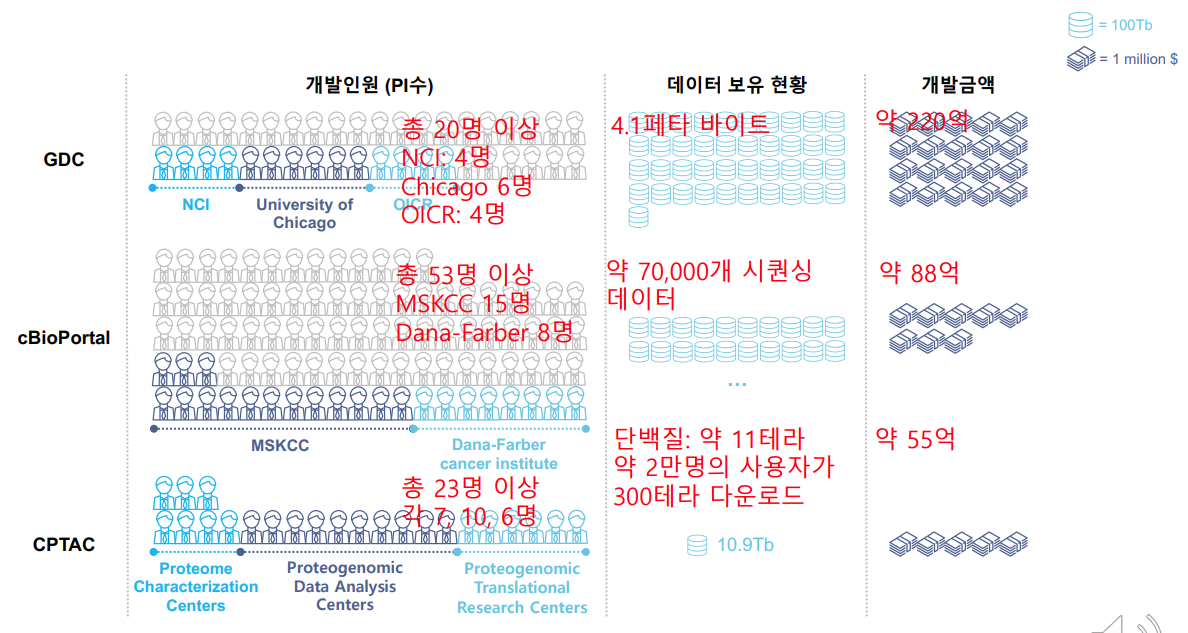 = 100Tb
= 1 million $
개발인원 (PI수)
데이터 보유 현황
개발금액
GDC
총 20명 이상
NCI: 4명
Chicago 6명
OICR: 4명
NCI
University of
Chicago
OICR
4.1페타 바이트
약 220억
cBioPortal
총 53명 이상
MSKCC 15명
Dana-Farber 8명
MSKCC
Dana-Farber
cancer institute
약 70,000개 시퀀싱
데이터
...
약 88억
CPTAC
총 23명 이상
각 7, 10, 6명
Proteome
Characterization
Centers
Proteogenomic
Data Analysis
Centers
Proteogenomic
Translational
Research Centers
단백질: 약 11테라
약 2만명의 사용자가
300테라 다운로드
10.9Tb
약 55억